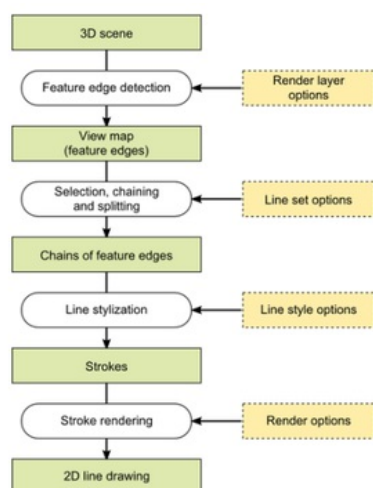 3D scene
Feature edge detection
Render layer
options
View map
(feature edges)
Selection, chaining
and splitting
Line set options
Chains of feature edges
Line stylization
Line style options
Strokes
Stroke rendering
Render options
2D line drawing